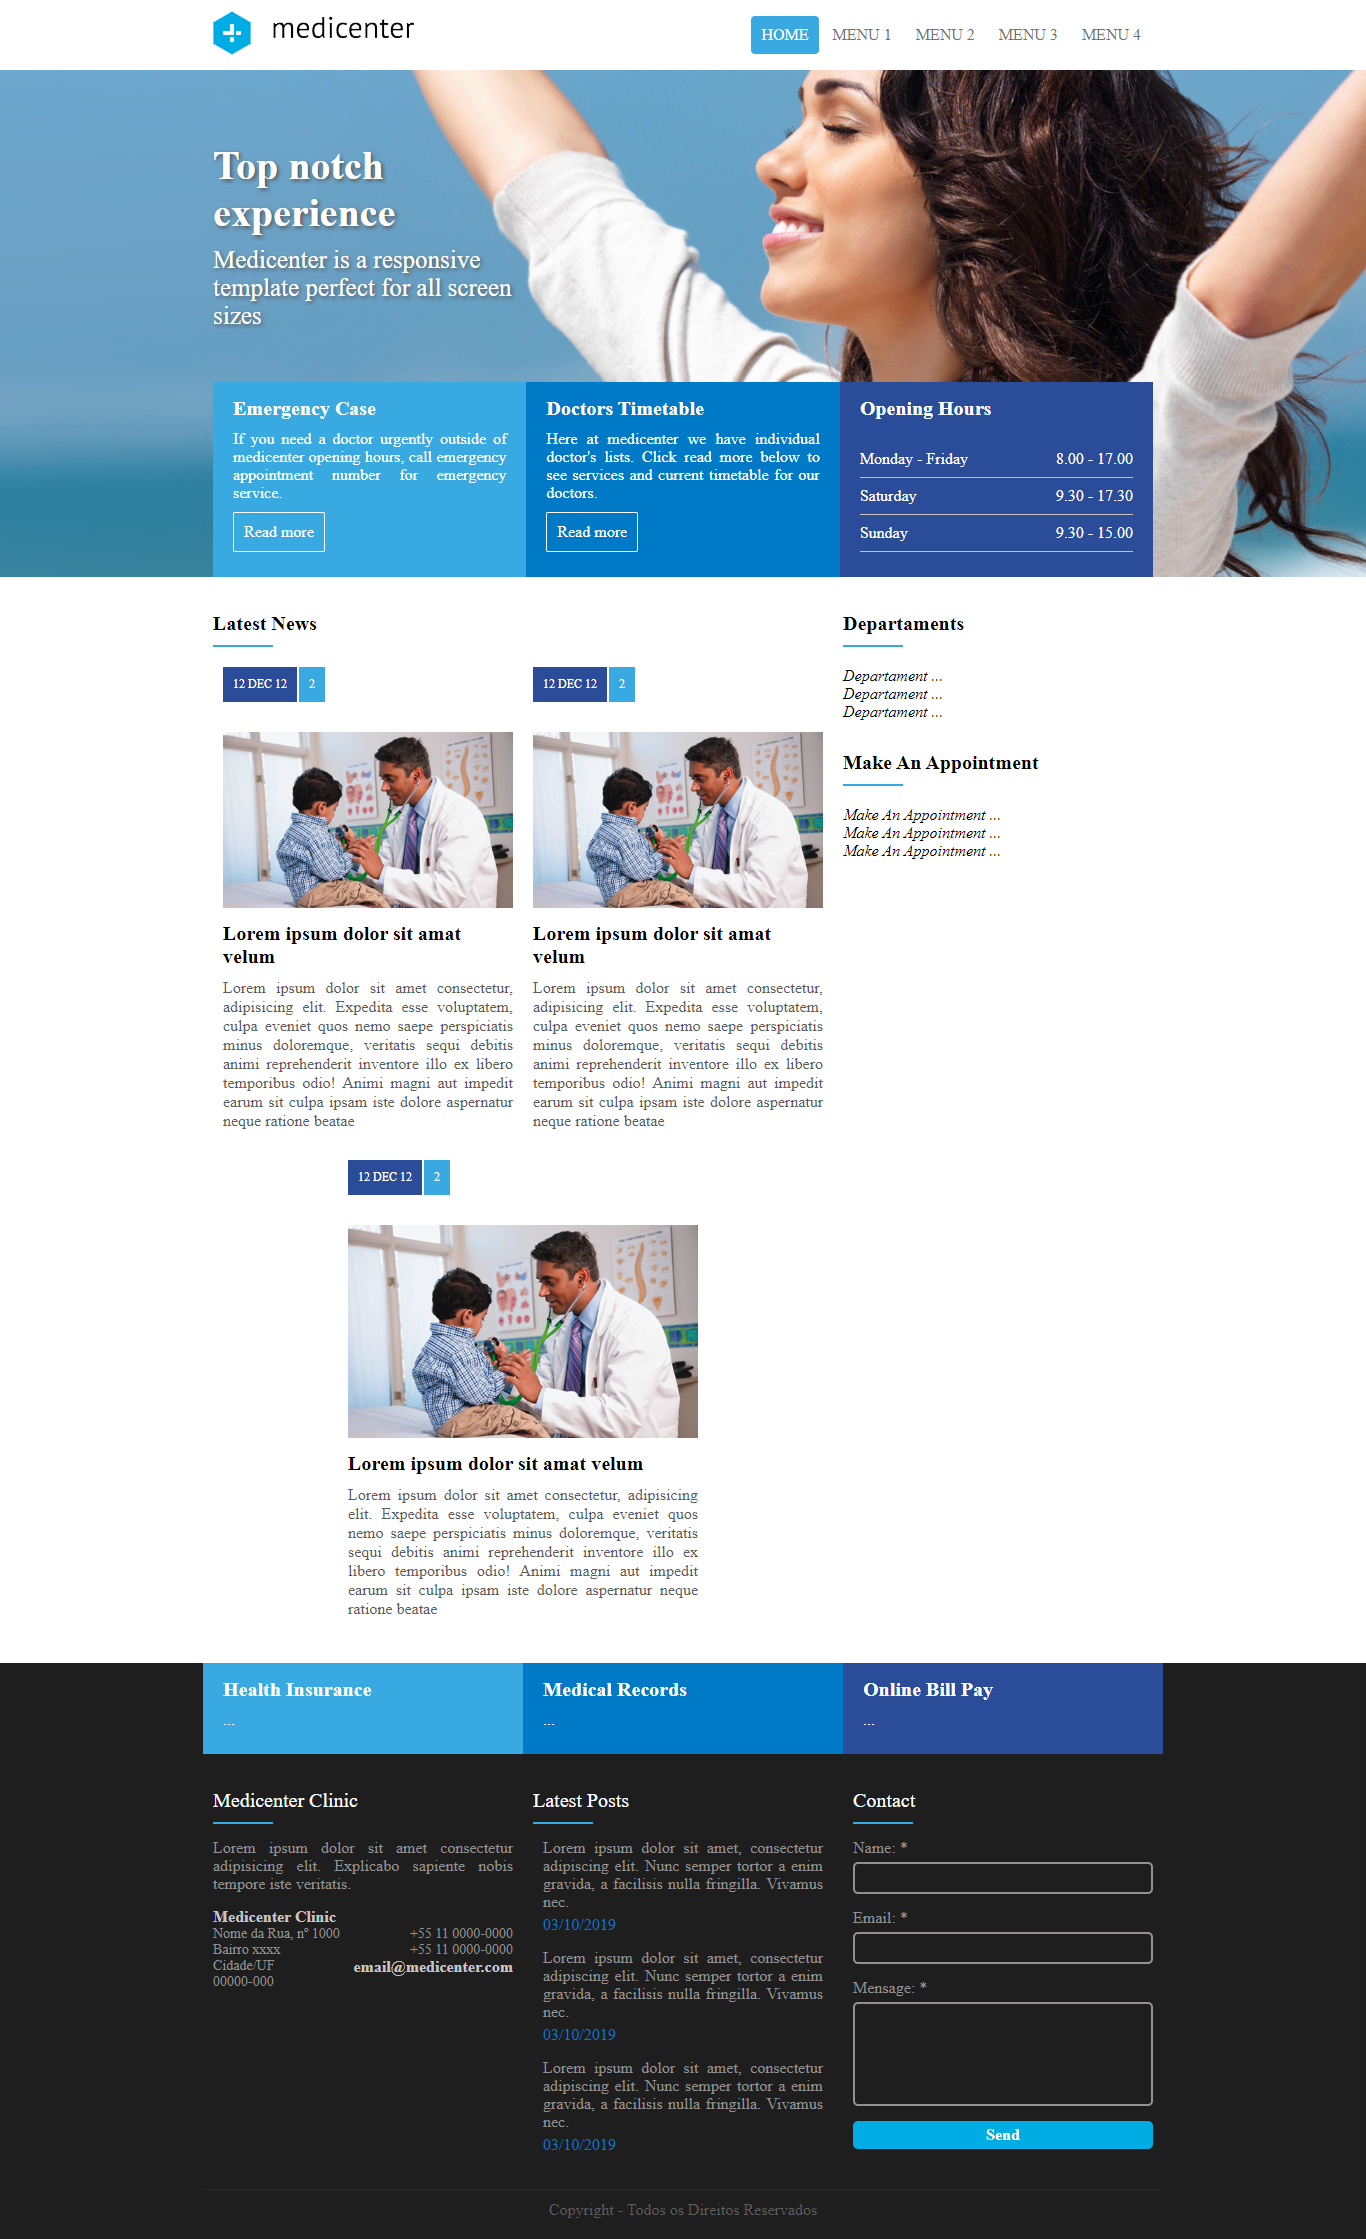 medicenter
HOME MENU 1 MENU 2 MENU 3 MENU 4
Top notch
experience
Medicenter is a responsive
template perfect for all screen
sizes
Emergency Case
If you need a doctor urgently outside of
medicenter opening hours, call emergency
appointment number for emergency
service.
Read more
Doctors Timetable
Here at medicenter we have individual
doctor's lists. Click read more below to
see services and current timetable for our
doctors.
Read more
Opening Hours
Monday - Friday 8.00 - 17.00
Saturday 9.30 - 17.30
Sunday 9.30 - 15.00
Latest News
12 DEC 12 2
Lorem ipsum dolor sit amat
velum
Lorem ipsum dolor sit amet consectetur,
adipisicing elit. Expedita esse voluptatem,
culpa eveniet quos nemo saepe perspiciatis
minus doloremque, veritatis sequi debitis
animi reprehenderit inventore illo ex libero
temporibus odio! Animi magni aut impedit
earum sit culpa ipsam iste dolore aspernatur
neque ratione beatae
12 DEC 12 2
Lorem ipsum dolor sit amat
velum
Lorem ipsum dolor sit amet consectetur,
adipisicing elit. Expedita esse voluptatem,
culpa eveniet quos nemo saepe perspiciatis
minus doloremque, veritatis sequi debitis
animi reprehenderit inventore illo ex libero
temporibus odio! Animi magni aut impedit
earum sit culpa ipsam iste dolore aspernatur
neque ratione beatae
12 DEC 12 2
Lorem ipsum dolor sit amat velum
Lorem ipsum dolor sit amet consectetur, adipisicing
elit. Expedita esse voluptatem, culpa eveniet quos
nemo saepe perspiciatis minus doloremque, veritatis
sequi debitis animi reprehenderit inventore illo ex
libero temporibus odio! Animi magni aut impedit
earum sit culpa ipsam iste dolore aspernatur neque
ratione beatae
Departaments
Departament ...
Departament ...
Departament ...
Make An Appointment
Make An Appointment ...
Make An Appointment ...
Make An Appointment ...
Health Insurance
...
Medical Records
...
Online Bill Pay
...
Medicenter Clinic
Lorem ipsum dolor sit amet consectetur
adipisicing elit. Explicabo sapiente nobis
tempore iste veritatis.
Medicenter Clinic
Nome da Rua, nº 1000 +55 11 0000-0000
Bairro xxxx +55 11 0000-0000
Cidade/UF email@medicenter.com
00000-000
Latest Posts
Lorem ipsum dolor sit amet, consectetur
adipiscing elit. Nunc semper tortor a enim
gravida, a facilisis nulla fringilla. Vivamus
nec.
03/10/2019
Lorem ipsum dolor sit amet, consectetur
adipiscing elit. Nunc semper tortor a enim
gravida, a facilisis nulla fringilla. Vivamus
nec.
03/10/2019
Lorem ipsum dolor sit amet, consectetur
adipiscing elit. Nunc semper tortor a enim
gravida, a facilisis nulla fringilla. Vivamus
nec.
03/10/2019
Contact
Name: *
Email: *
Mensage: *
Send
Copyright - Todos os Direitos Reservados